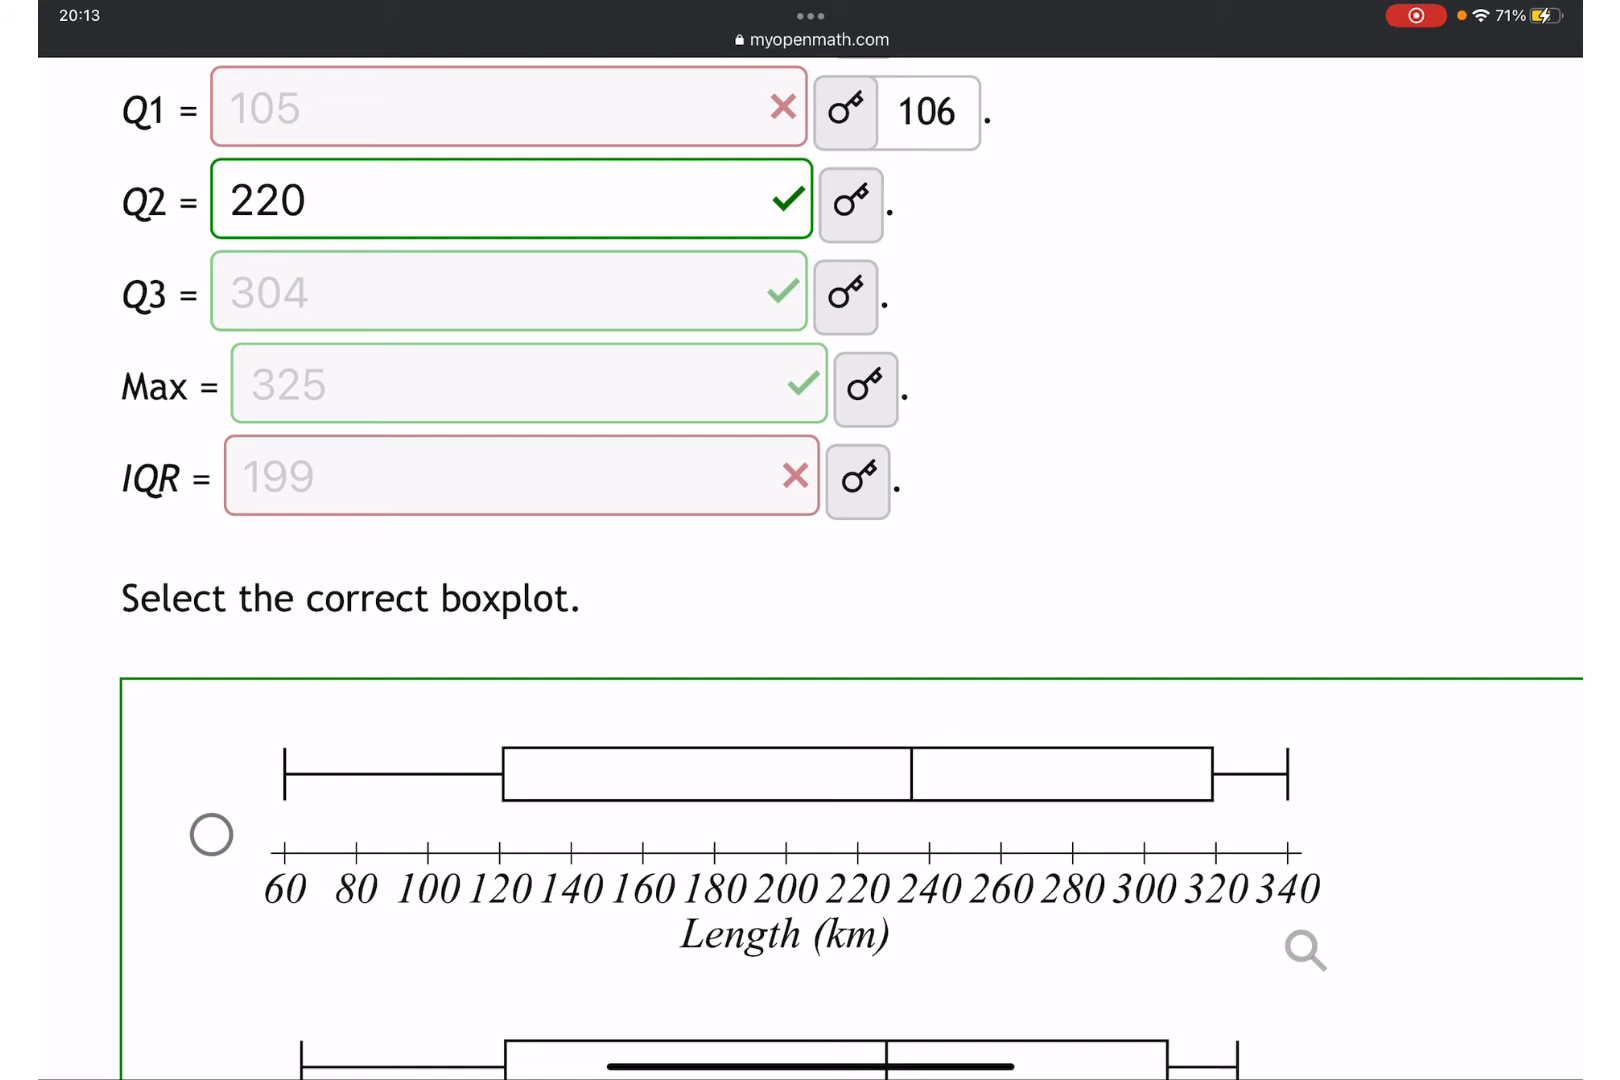 20:13
71%
myopenmath.com
Q1 = 105 106 .
Q2 = 220 .
Q3 = 304 .
Max = 325 .
IQR = 199 .
Select the correct boxplot.
60 80 100 120 140 160 180 200 220 240 260 280 300 320 340
Length (km)